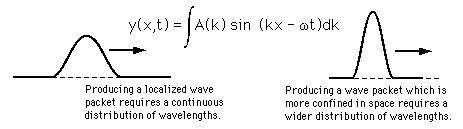 y(x,t) = ∫A(k) sin (kx – ωt)dk
Producing a localized wave
packet requires a continuous
distribution of wavelengths.
Producing a wave packet which is
more confined in space requires a
wider distribution of wavelengths.